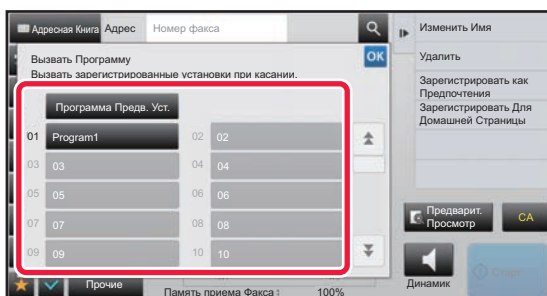 Адресная Книга Адрес Номер факса
Изменить Имя
Вызвать Программу OK
Удалить
Вызвать зарегистрированные установки при касании.
Зарегистрировать как
Предпочтения
Зарегистрировать Для
Домашней Страницы
Программа Предв. Уст.
01 Program1 02 02
03 03 04 04
05 05 06 06
07 07 08 08
09 09 10 10
Предварит.
Просмотр
CA
Прочие
Память приема Факса 100%
Динамик
Старт